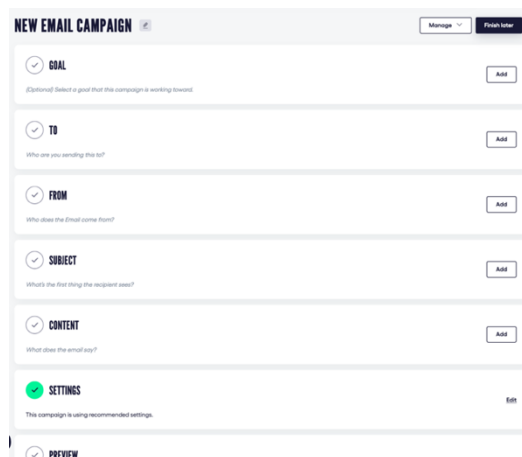 NEW EMAIL CAMPAIGN
Manage
Finish later
GOAL
Add
(Optional) Select a goal that this campaign is working toward.
TO
Add
Who are you sending this to?
FROM
Add
Who does the Email come from?
SUBJECT
Add
What's the first thing the recipient sees?
CONTENT
Add
What does the email say?
SETTINGS
Edit
This campaign is using recommended settings.
PREVIEW